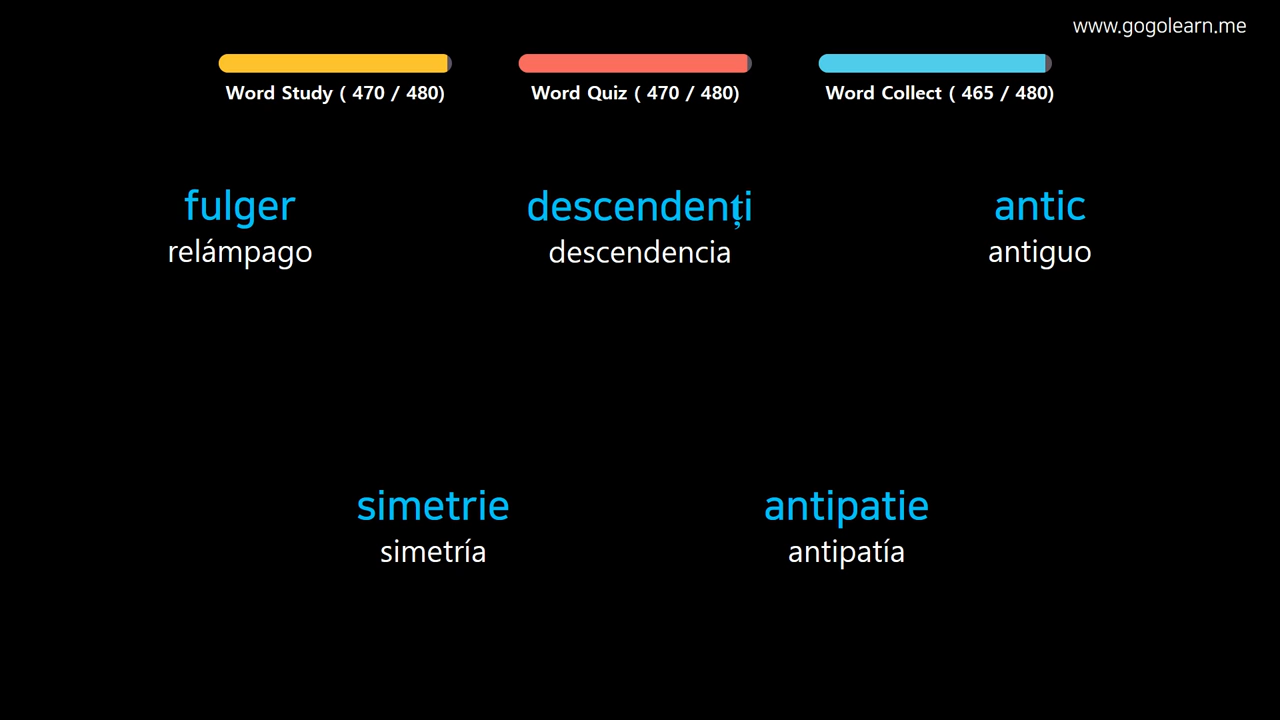 www.gogolearn.me
Word Study ( 470 / 480)
Word Quiz ( 470 / 480)
Word Collect ( 465 / 480)
fulger
relámpago
descendenți
descendencia
antic
antiguo
simetrie
simetría
antipatie
antipatía